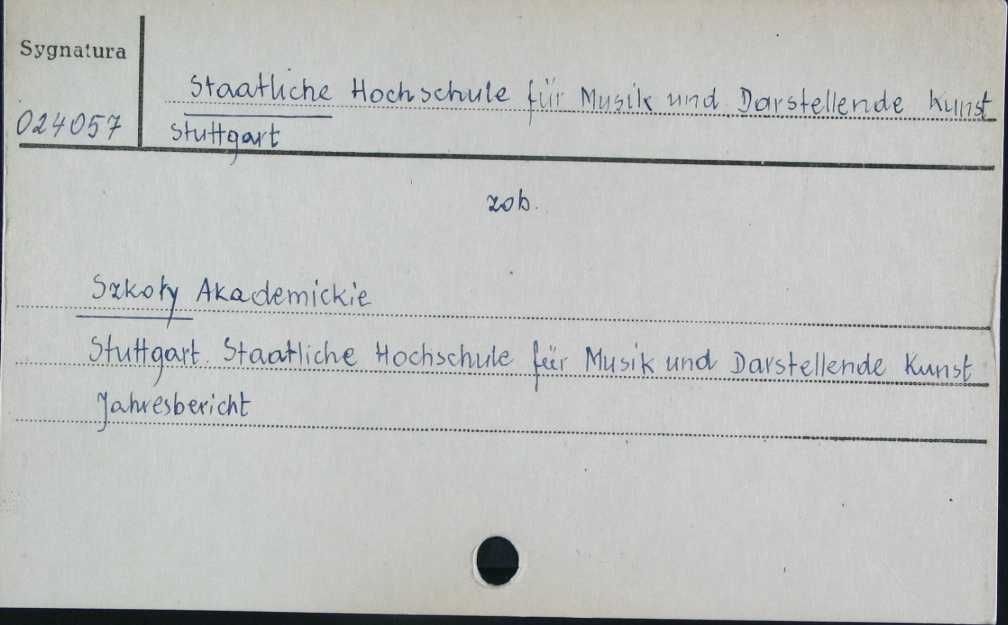 Sygnatura
Staatliche Hochschule für Musik und Darstellende Kunst
024057
Stuttgart
zob.
Szkoły Akademickie
Stuttgart. Staatliche Hochschule für Musik und Darstellende Kunst
Jahresbericht